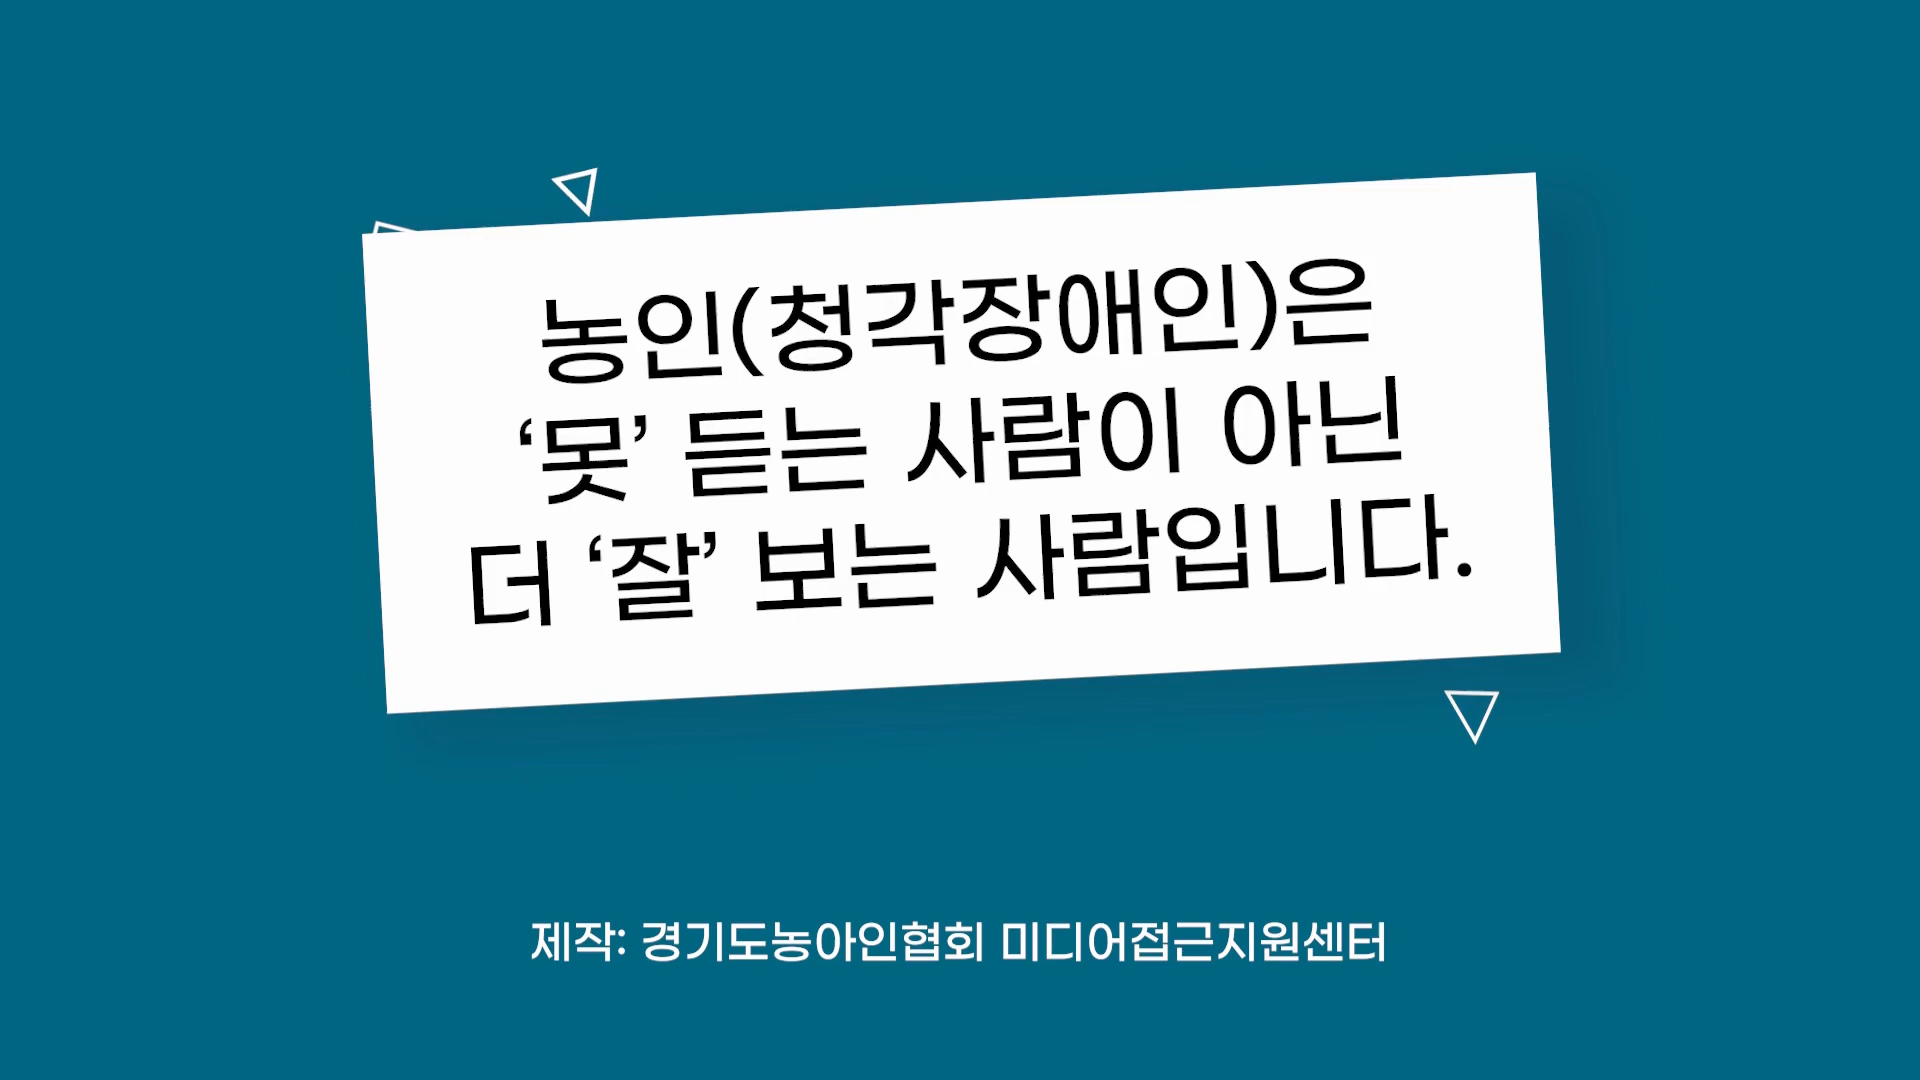 농인(청각장애인)은
‘못’ 듣는 사람이 아닌
더 ‘잘’ 보는 사람입니다.
제작: 경기도농아인협회 미디어접근지원센터